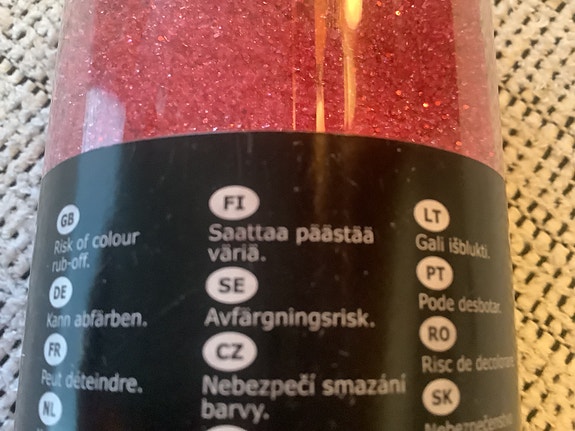 GB
Risk of colour
rub-off.
DE
Kann abfärben.
FR
Peut déteindre.
NL
FI
Saattaa päästää
väriä.
SE
Avfärgningsrisk.
CZ
Nebezpečí smazání
barvy.
LT
Gali išblukti.
PT
Pode desbotar.
RO
Risc de decolorare
SK
Nebezpečenstvo